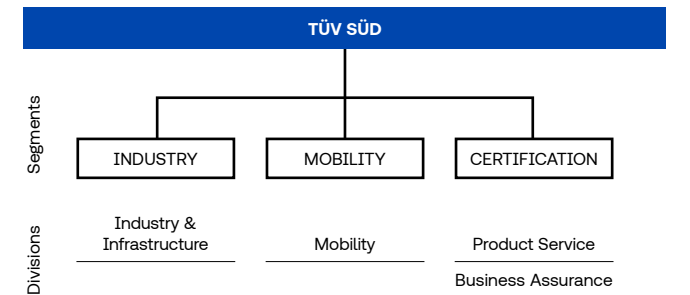 TÜV SÜD
Segments
INDUSTRY
MOBILITY
CERTIFICATION
Divisions
Industry &
Infrastructure
Mobility
Product Service
Business Assurance